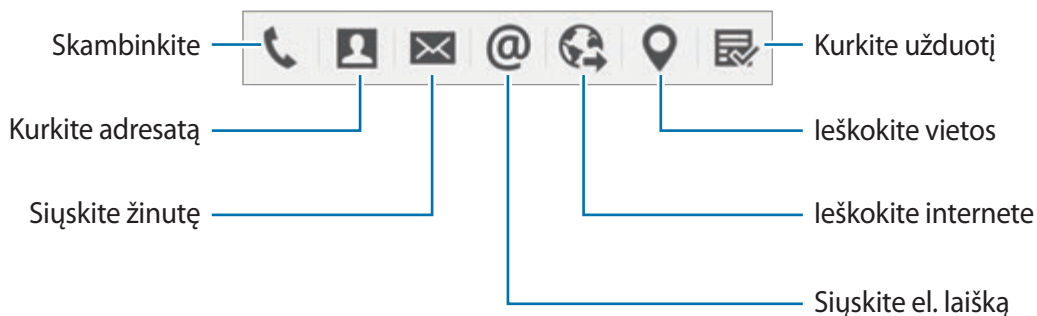 Skambinkite
Kurkite užduotį
Kurkite adresatą
Ieškokite vietos
Siųskite žinutę
Ieškokite internete
Siųskite el. laišką